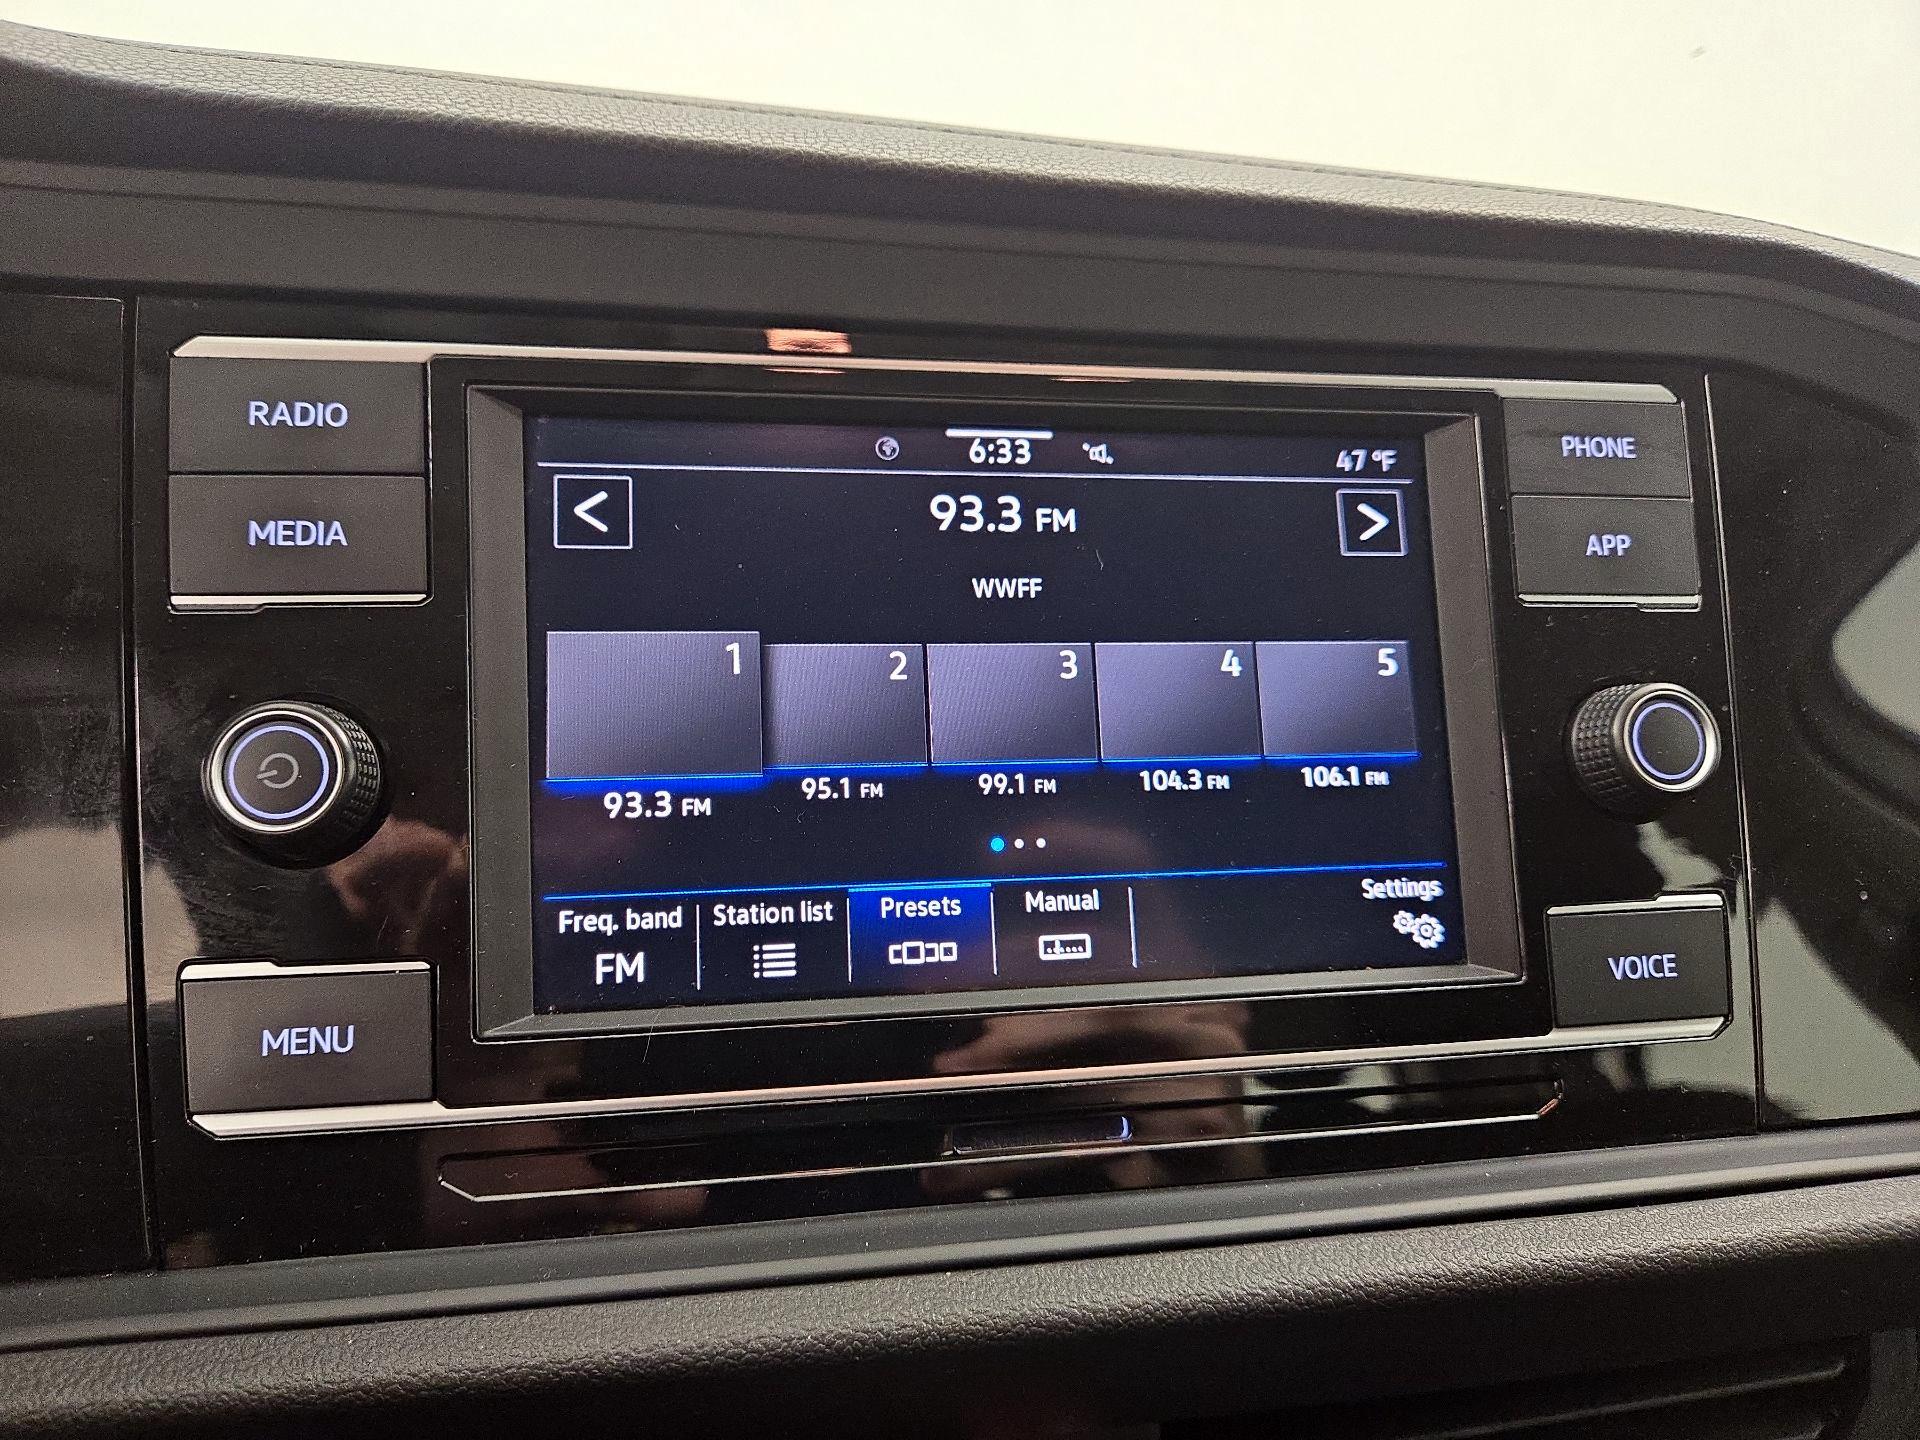 RADIO
MEDIA
MENU
PHONE
APP
VOICE
6:33
47 °F
<
93.3 FM
>
WWFF
1
2
3
4
5
93.3 FM
95.1 FM
99.1 FM
104.3 FM
106.1 FM
Freq. band
FM
Station list
Presets
Manual
Settings